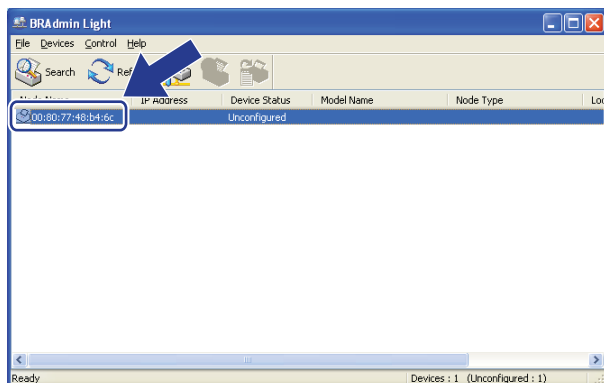 BRAdmin Light
File Devices Control Help
Search
IP Address Device Status Model Name Node Type
00:80:77:48:b4:6c Unconfigured
Ready Devices : 1 (Unconfigured : 1)